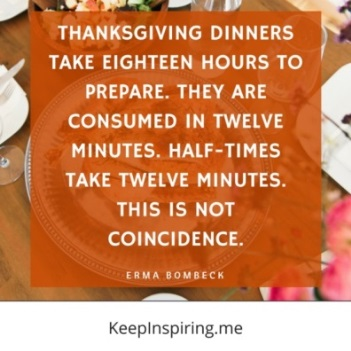 THANKSGIVING DINNERS
TAKE EIGHTEEN HOURS TO
PREPARE. THEY ARE
CONSUMED IN TWELVE
MINUTES. HALF-TIMES
TAKE TWELVE MINUTES.
THIS IS NOT
COINCIDENCE.
ERMA BOMBECK
KeepInspiring.me